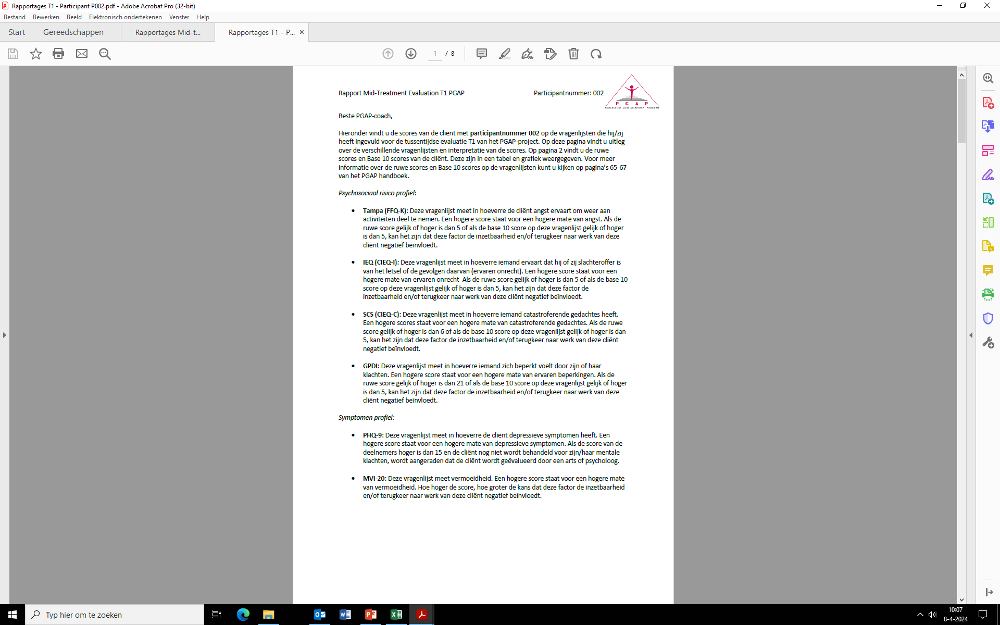 Rapportages T1 - Participant P002.pdf - Adobe Acrobat Pro (32-bit)
Bestand Bewerken Beeld Elektronisch ondertekenen Venster Help
Start Gereedschappen Rapportages Mid-t... Rapportages T1 - P... ×
1 / 8
Rapport Mid-Treatment Evaluation T1 PGAP Participantnummer: 002
P G A P
PROGRESSIVE GOAL ATTAINMENT PROGRAM
Beste PGAP-coach,
Hieronder vindt u de scores van de cliënt met participantnummer 002 op de vragenlijsten die hij/zij
heeft ingevuld voor de tussentijdse evaluatie T1 van het PGAP-project. Op deze pagina vindt u uitleg
over de verschillende vragenlijsten en interpretatie van de scores. Op pagina 2 vindt u de ruwe
scores en Base 10 scores van de cliënt. Deze zijn in een tabel en grafiek weergegeven. Voor meer
informatie over de ruwe scores en Base 10 scores op de vragenlijsten kunt u kijken op pagina's 65-67
van het PGAP handboek.
Psychosociaal risico profiel:
• Tampa (FFQ-K): Deze vragenlijst meet in hoeverre de cliënt angst ervaart om weer aan
activiteiten deel te nemen. Een hogere score staat voor een hogere mate van angst. Als de
ruwe score gelijk of hoger is dan 5 of als de base 10 score op deze vragenlijst gelijk of hoger
is dan 5, kan het zijn dat deze factor de inzetbaarheid en/of terugkeer naar werk van deze
cliënt negatief beïnvloedt.
• IEQ (CIEQ-I): Deze vragenlijst meet in hoeverre iemand ervaart dat hij of zij slachteroffer is
van het letsel of de gevolgen daarvan (ervaren onrecht). Een hogere score staat voor een
hogere mate van ervaren onrecht  Als de ruwe score gelijk of hoger is dan 5 of als de base 10
score op deze vragenlijst gelijk of hoger is dan 5, kan het zijn dat deze factor de
inzetbaarheid en/of terugkeer naar werk van deze cliënt negatief beïnvloedt.
• SCS (CIEQ-C): Deze vragenlijst meet in hoeverre iemand catastroferende gedachtes heeft.
Een hogere scores staat voor een hogere mate van catastroferende gedachtes. Als de ruwe
score gelijk of hoger is dan 6 of als de base 10 score op deze vragenlijst gelijk of hoger is dan
5, kan het zijn dat deze factor de inzetbaarheid en/of terugkeer naar werk van deze cliënt
negatief beïnvloedt.
• GPDI: Deze vragenlijst meet in hoeverre iemand zich beperkt voelt door zijn of haar
klachten. Een hogere score staat voor een hogere mate van ervaren beperkingen. Als de
ruwe score gelijk of hoger is dan 21 of als de base 10 score op deze vragenlijst gelijk of hoger
is dan 5, kan het zijn dat deze factor de inzetbaarheid en/of terugkeer naar werk van deze
cliënt negatief beïnvloedt.
Symptomen profiel:
• PHQ-9: Deze vragenlijst meet in hoeverre de cliënt depressieve symptomen heeft. Een
hogere score staat voor een hogere mate van depressieve symptomen. Als de score van de
deelnemers hoger is dan 15 en de cliënt nog niet wordt behandeld voor zijn/haar mentale
klachten, wordt aangeraden dat de cliënt wordt geëvalueerd door een arts of psycholoog.
• MVI-20: Deze vragenlijst meet vermoeidheid. Een hogere score staat voor een hogere mate
van vermoeidheid. Hoe hoger de score, hoe groter de kans dat deze factor de inzetbaarheid
en/of terugkeer naar werk van deze cliënt negatief beïnvloedt.
Typ hier om te zoeken
10:07
8-4-2024